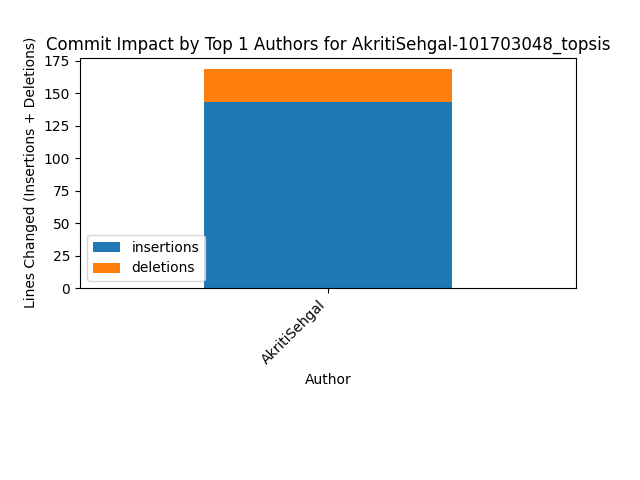 Commit Impact by Top 1 Authors for AkritiSehgal-101703048_topsis
Lines Changed (Insertions + Deletions)
175
150
125
100
75
50
25
0
insertions
deletions
AkritiSehgal
Author